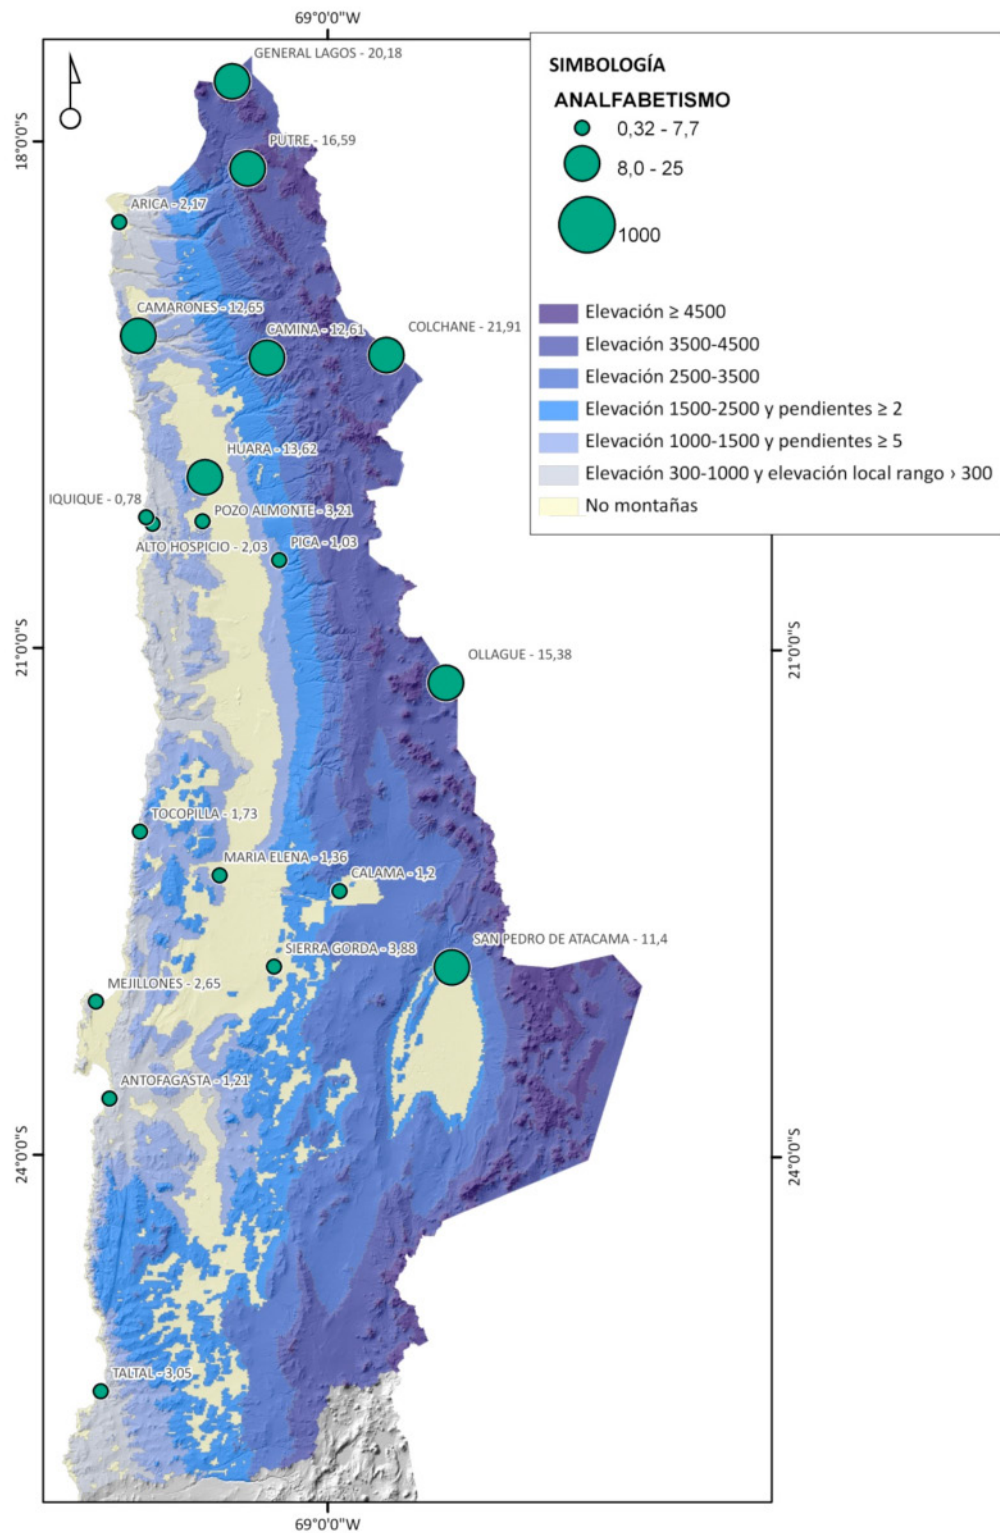 69°0'0"W
GENERAL LAGOS - 20,18
SIMBOLOGÍA
ANALFABETISMO
0,32 - 7,7
8,0 - 25
1000
Elevación ≥ 4500
Elevación 3500-4500
Elevación 2500-3500
Elevación 1500-2500 y pendientes ≥ 2
Elevación 1000-1500 y pendientes ≥ 5
Elevación 300-1000 y elevación local rango › 300
No montañas
18°0'0"S
PUTRE - 16,59
ARICA - 2,17
CAMARONES - 12,65
CAMINA - 12,61
COLCHANE - 21,91
HUARA - 13,62
IQUIQUE - 0,78
POZO ALMONTE - 3,21
ALTO HOSPICIO - 2,03
PICA - 1,03
21°0'0"S
21°0'0"S
OLLAGUE - 15,38
TOCOPILLA - 1,73
MARIA ELENA - 1,36
CALAMA - 1,2
SAN PEDRO DE ATACAMA - 11,4
SIERRA GORDA - 3,88
MEJILLONES - 2,65
ANTOFAGASTA - 1,21
24°0'0"S
24°0'0"S
TALTAL - 3,05
69°0'0"W